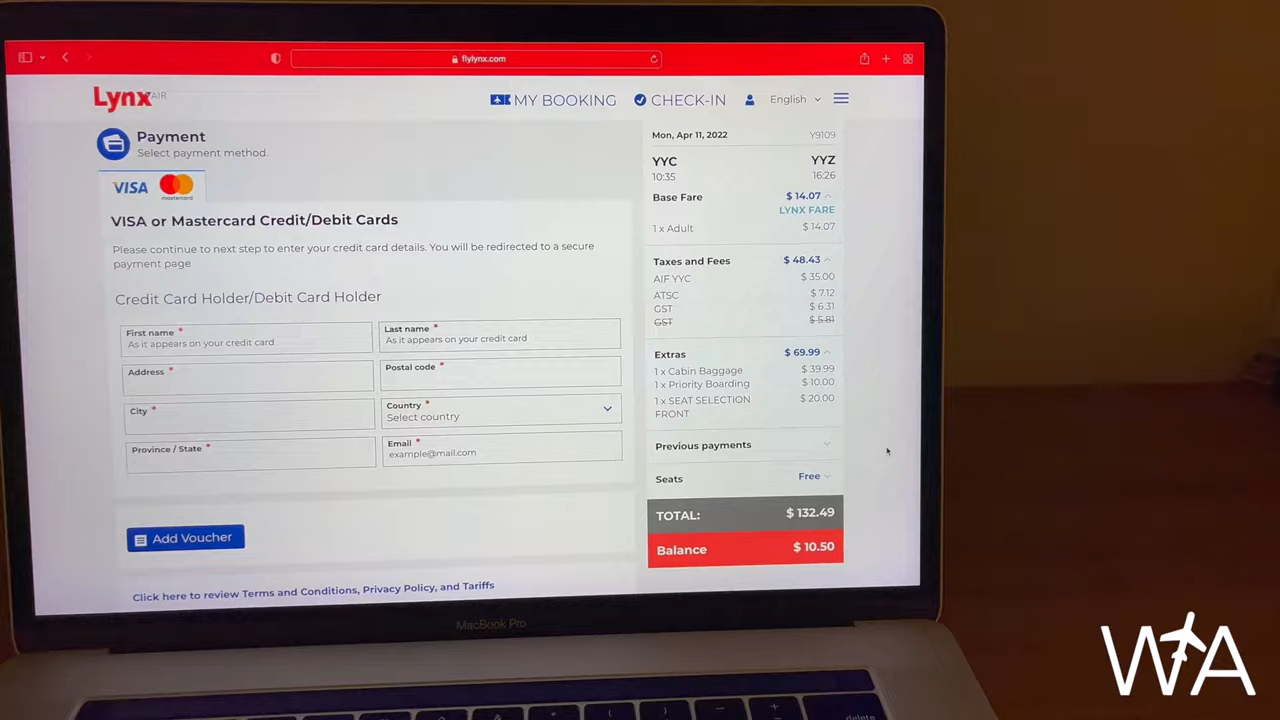 flylynx.com
Lynx AIR
MY BOOKING
CHECK-IN
English
Payment
Select payment method.
VISA
mastercard
VISA or Mastercard Credit/Debit Cards
Please continue to next step to enter your credit card details. You will be redirected to a secure
payment page
Credit Card Holder/Debit Card Holder
First name *
As it appears on your credit card
Last name *
As it appears on your credit card
Address *
Postal code *
City *
Country *
Select country
Province / State *
Email *
example@mail.com
Add Voucher
Click here to review Terms and Conditions, Privacy Policy, and Tariffs
Mon, Apr 11, 2022 Y9109
YYC YYZ
10:35 16:26
Base Fare $ 14.07
LYNX FARE
1 x Adult $ 14.07
Taxes and Fees $ 48.43
AIF YYC $ 35.00
ATSC $ 7.12
GST $ 6.31
GST $ 5.81
Extras $ 69.99
1 x Cabin Baggage $ 39.99
1 x Priority Boarding $ 10.00
1 x SEAT SELECTION $ 20.00
FRONT
Previous payments
Seats Free
TOTAL: $ 132.49
Balance $ 10.50
MacBook Pro
delete
WA